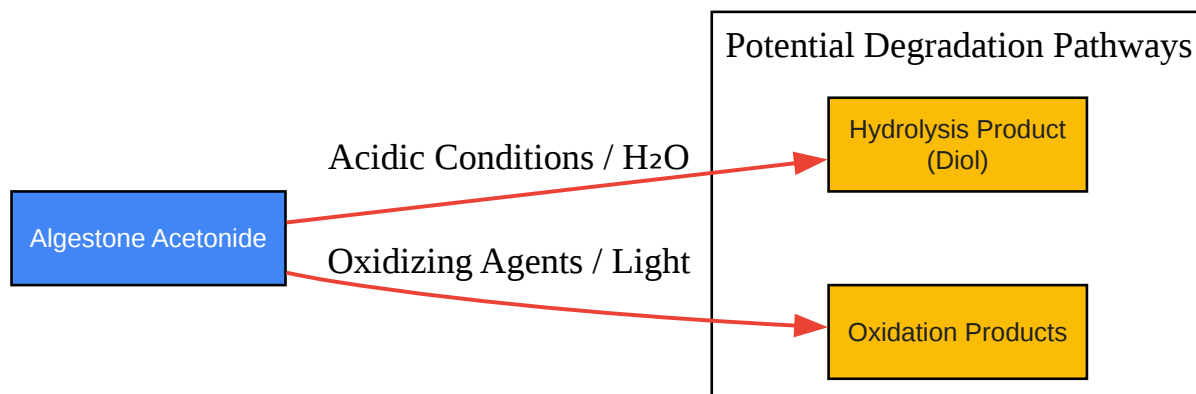 Potential Degradation Pathways
Hydrolysis Product
(Diol)
Acidic Conditions / H₂O
Algestone Acetonide
Oxidizing Agents / Light
Oxidation Products